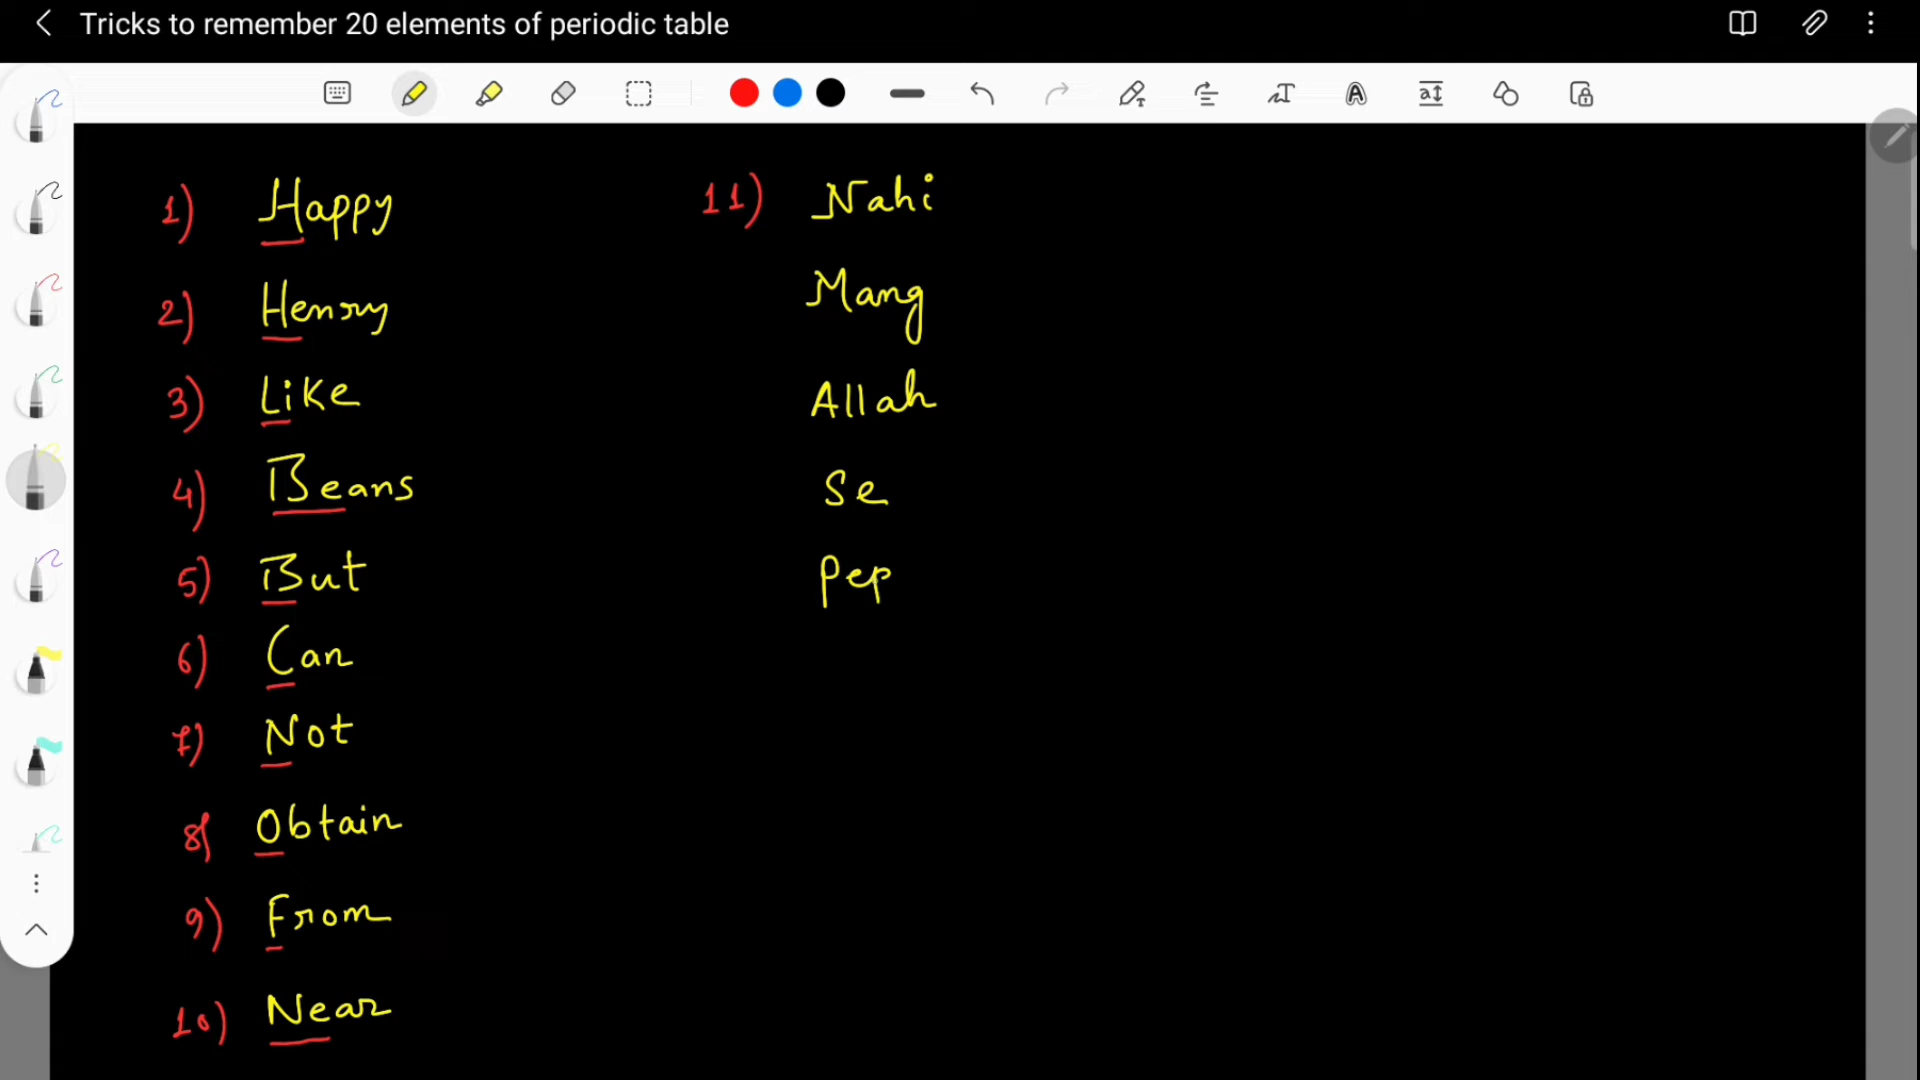 Tricks to remember 20 elements of periodic table
1) Happy
2) Henry
3) Like
4) Beans
5) But
6) Can
7) Not
8) Obtain
9) From
10) Near
11) Nahi
Mang
Allah
Se
Pep